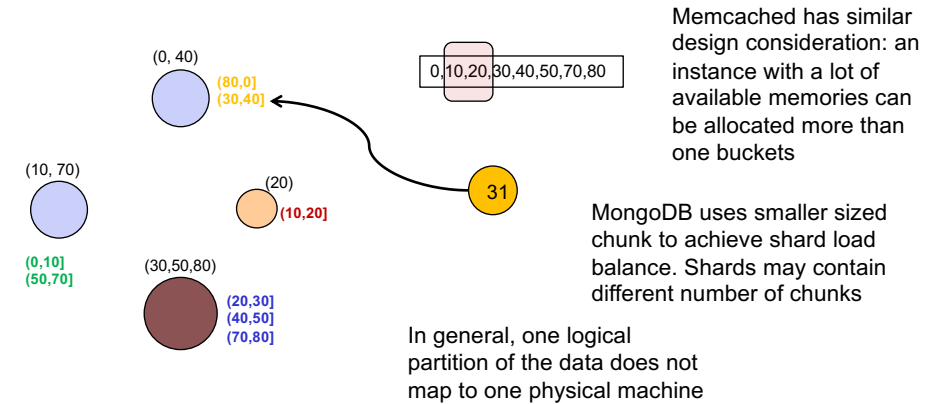 Memcached has similar
design consideration: an
instance with a lot of
available memories can
be allocated more than
one buckets
(0, 40)
(80,0]
(30,40]
0,10,20,30,40,50,70,80
(10, 70)
(0,10]
(50,70]
(20)
(10,20]
31
(30,50,80)
(20,30]
(40,50]
(70,80]
MongoDB uses smaller sized
chunk to achieve shard load
balance. Shards may contain
different number of chunks
In general, one logical
partition of the data does not
map to one physical machine